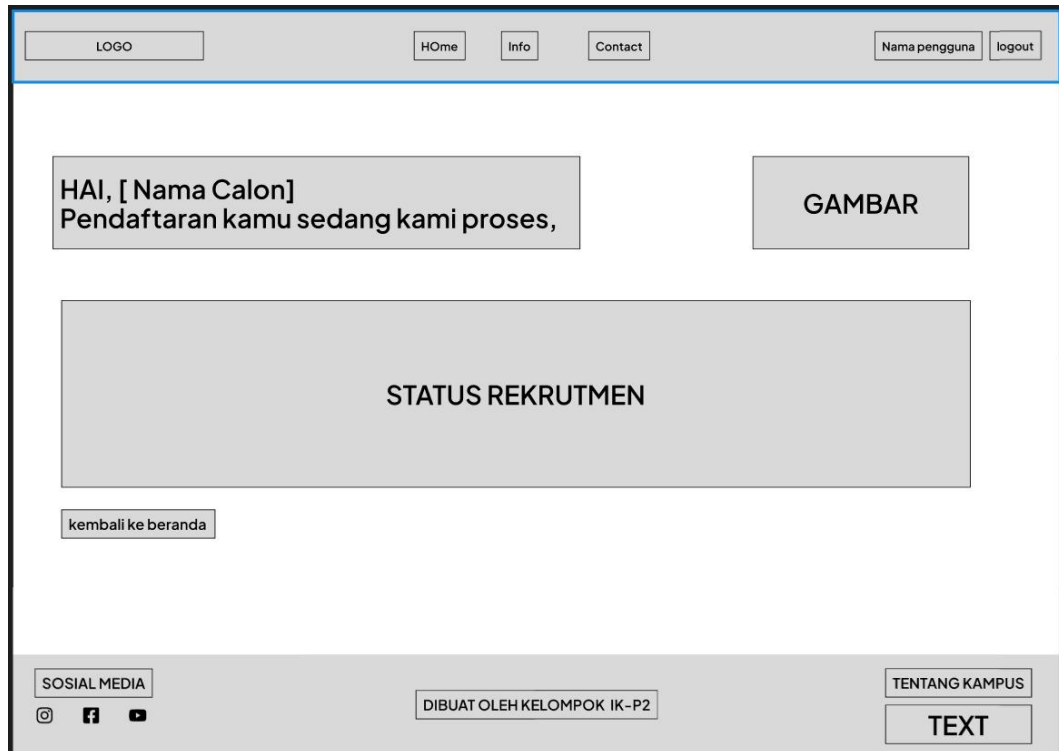 LOGO
HOme
Info
Contact
Nama pengguna
logout
HAI, [ Nama Calon]
Pendaftaran kamu sedang kami proses,
GAMBAR
STATUS REKRUTMEN
kembali ke beranda
SOSIAL MEDIA
DIBUAT OLEH KELOMPOK IK-P2
TENTANG KAMPUS
TEXT